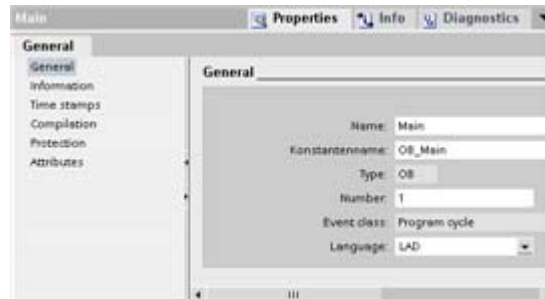 Main
Properties
Info
Diagnostics
General
General
Information
Time stamps
Compilation
Protection
Attributes
General
Name: Main
Konstantenname: OB_Main
Type: OB
Number: 1
Event class: Program cycle
Language: LAD